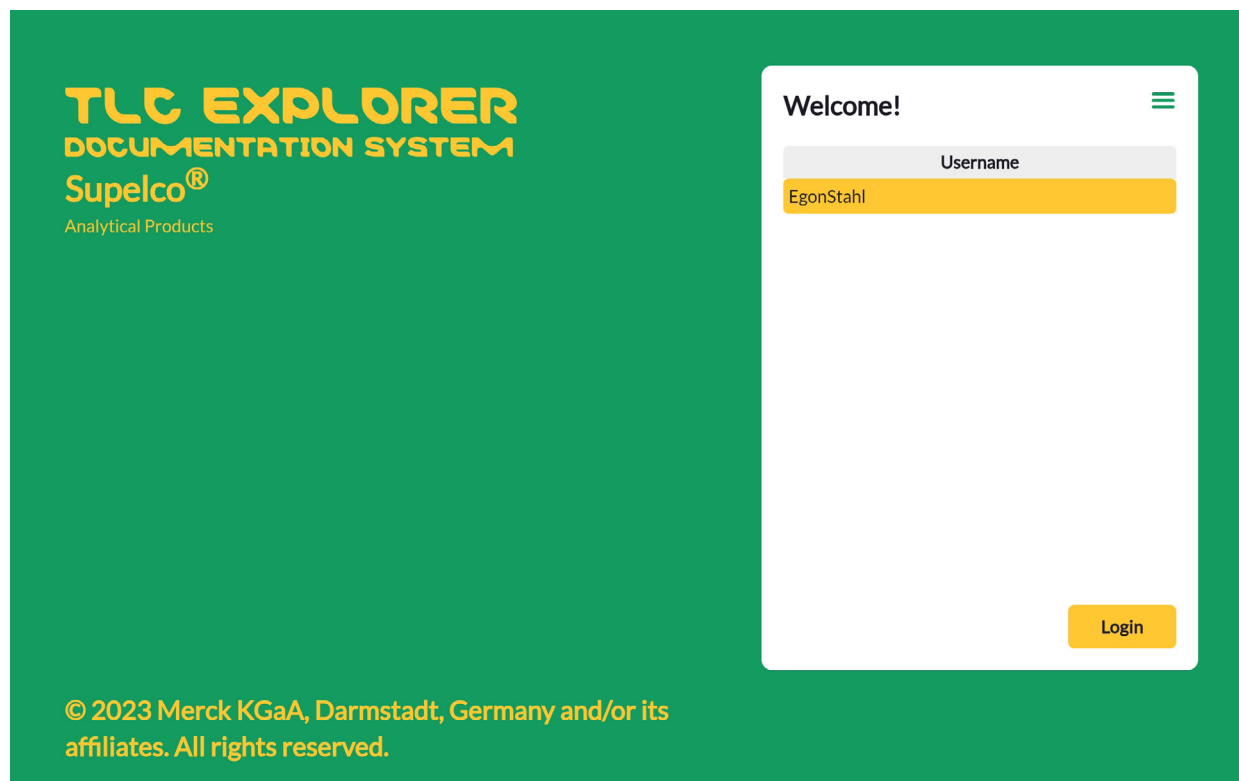 TLC EXPLORER
DOCUMENTATION SYSTEM
Supelco®
Analytical Products
Welcome!
Username
EgonStahl
Login
© 2023 Merck KGaA, Darmstadt, Germany and/or its
affiliates. All rights reserved.